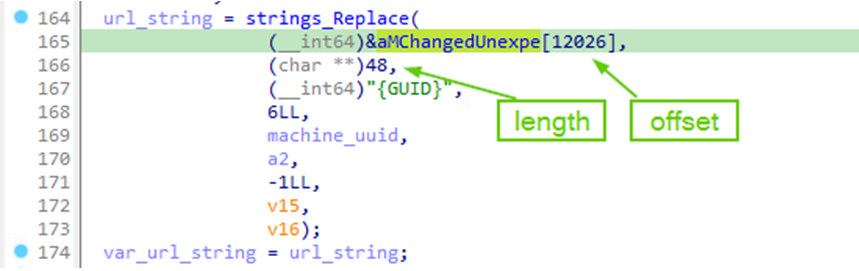 164 url_string = strings_Replace(
165 (__int64)&aMChangedUnexpe[12026],
166 (char **)48,
167 (__int64)"{GUID}",
168 6LL,
169 machine_uuid,
170 a2,
171 -1LL,
172 v15,
173 v16);
174 var_url_string = url_string;
length
offset